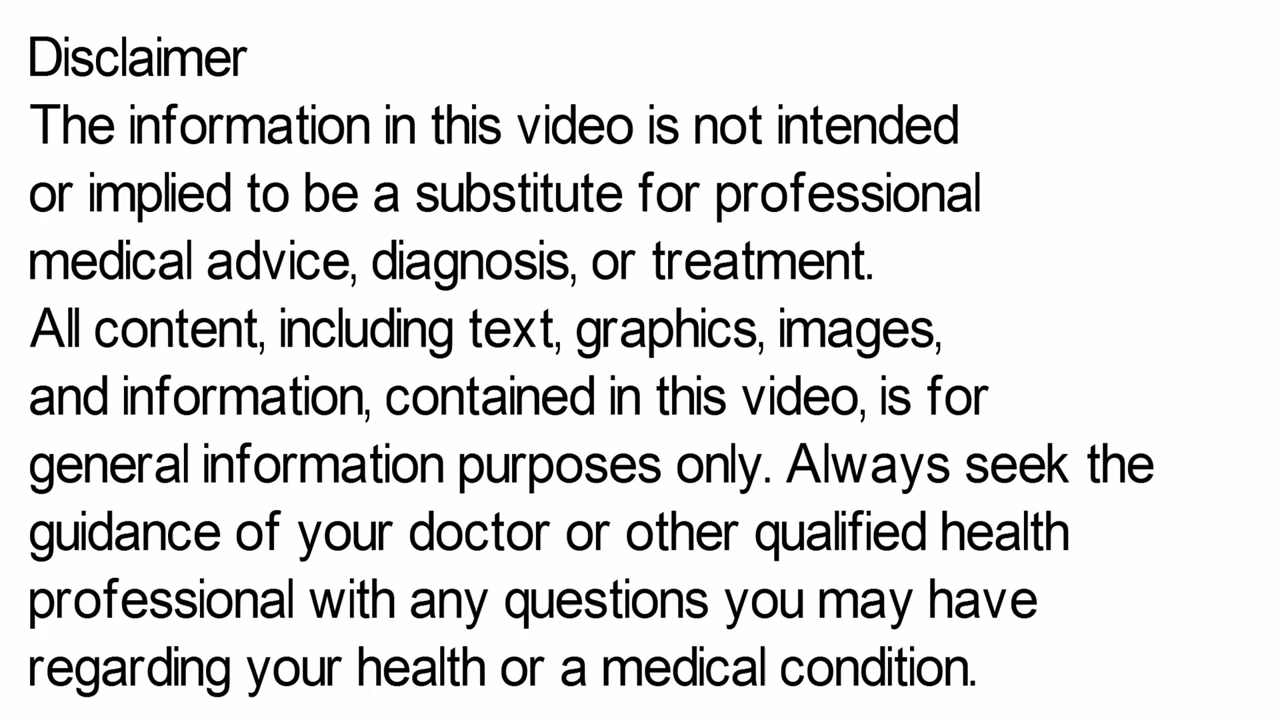 Disclaimer
The information in this video is not intended
or implied to be a substitute for professional
medical advice, diagnosis, or treatment.
All content, including text, graphics, images,
and information, contained in this video, is for
general information purposes only. Always seek the
guidance of your doctor or other qualified health
professional with any questions you may have
regarding your health or a medical condition.